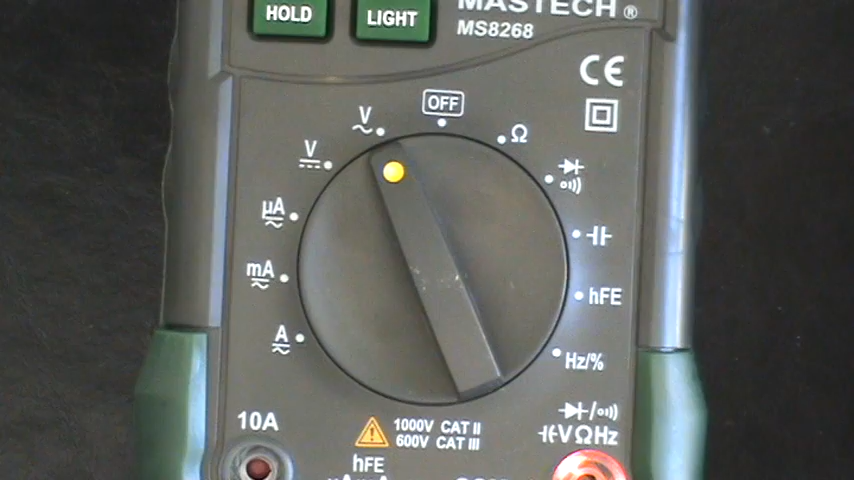 HOLD LIGHT MASTECH ®
MS8268
CE
OFF
V
Ω
V
µA
hFE
mA
A
Hz/%
10A
1000V CAT II
600V CAT III
VΩHz
hFE